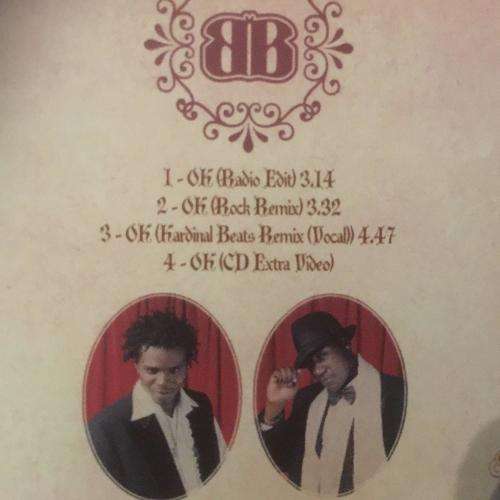 BB
1 - OK (Radio Edit) 3.14
2 - OK (Rock Remix) 3.32
3 - OK (Kardinal Beats Remix (Vocal)) 4.47
4 - OK (CD Extra Video)